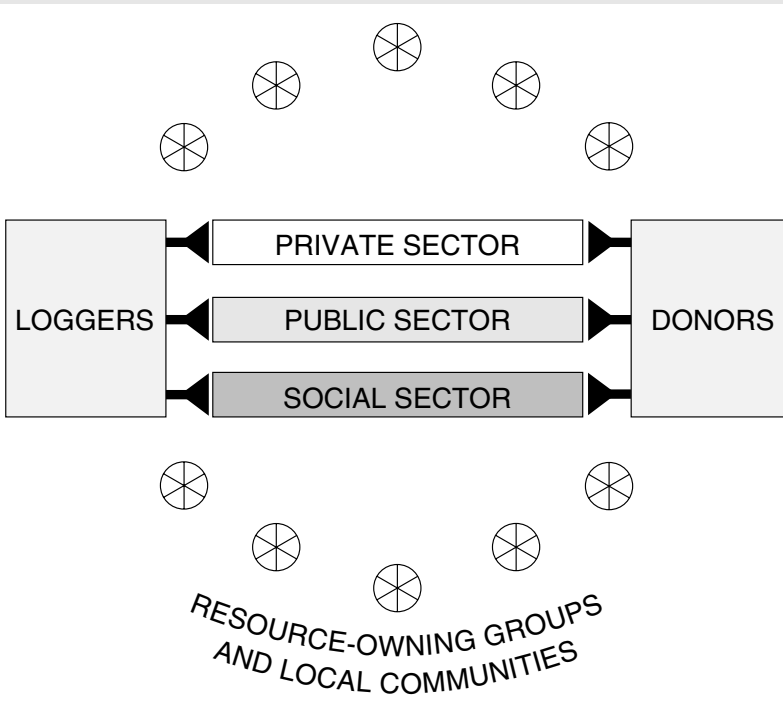 PRIVATE SECTOR
LOGGERS
PUBLIC SECTOR
DONORS
SOCIAL SECTOR
RESOURCE-OWNING GROUPS
AND LOCAL COMMUNITIES